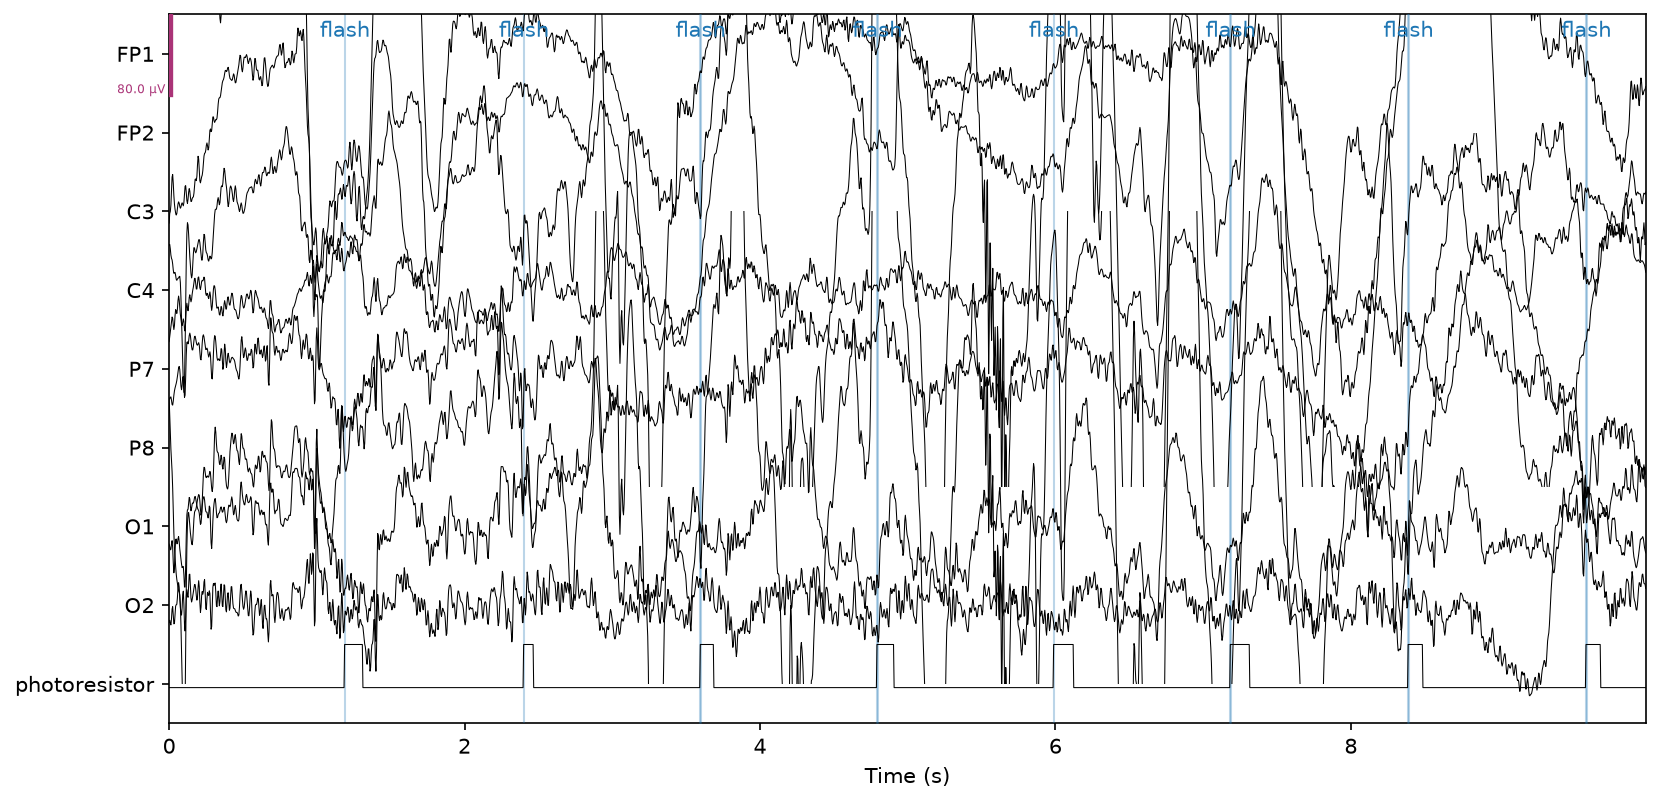 flash flash flash flash flash flash flash flash
FP1
80.0 µV
FP2
C3
C4
P7
P8
O1
O2
photoresistor
0 2 4 6 8
Time (s)